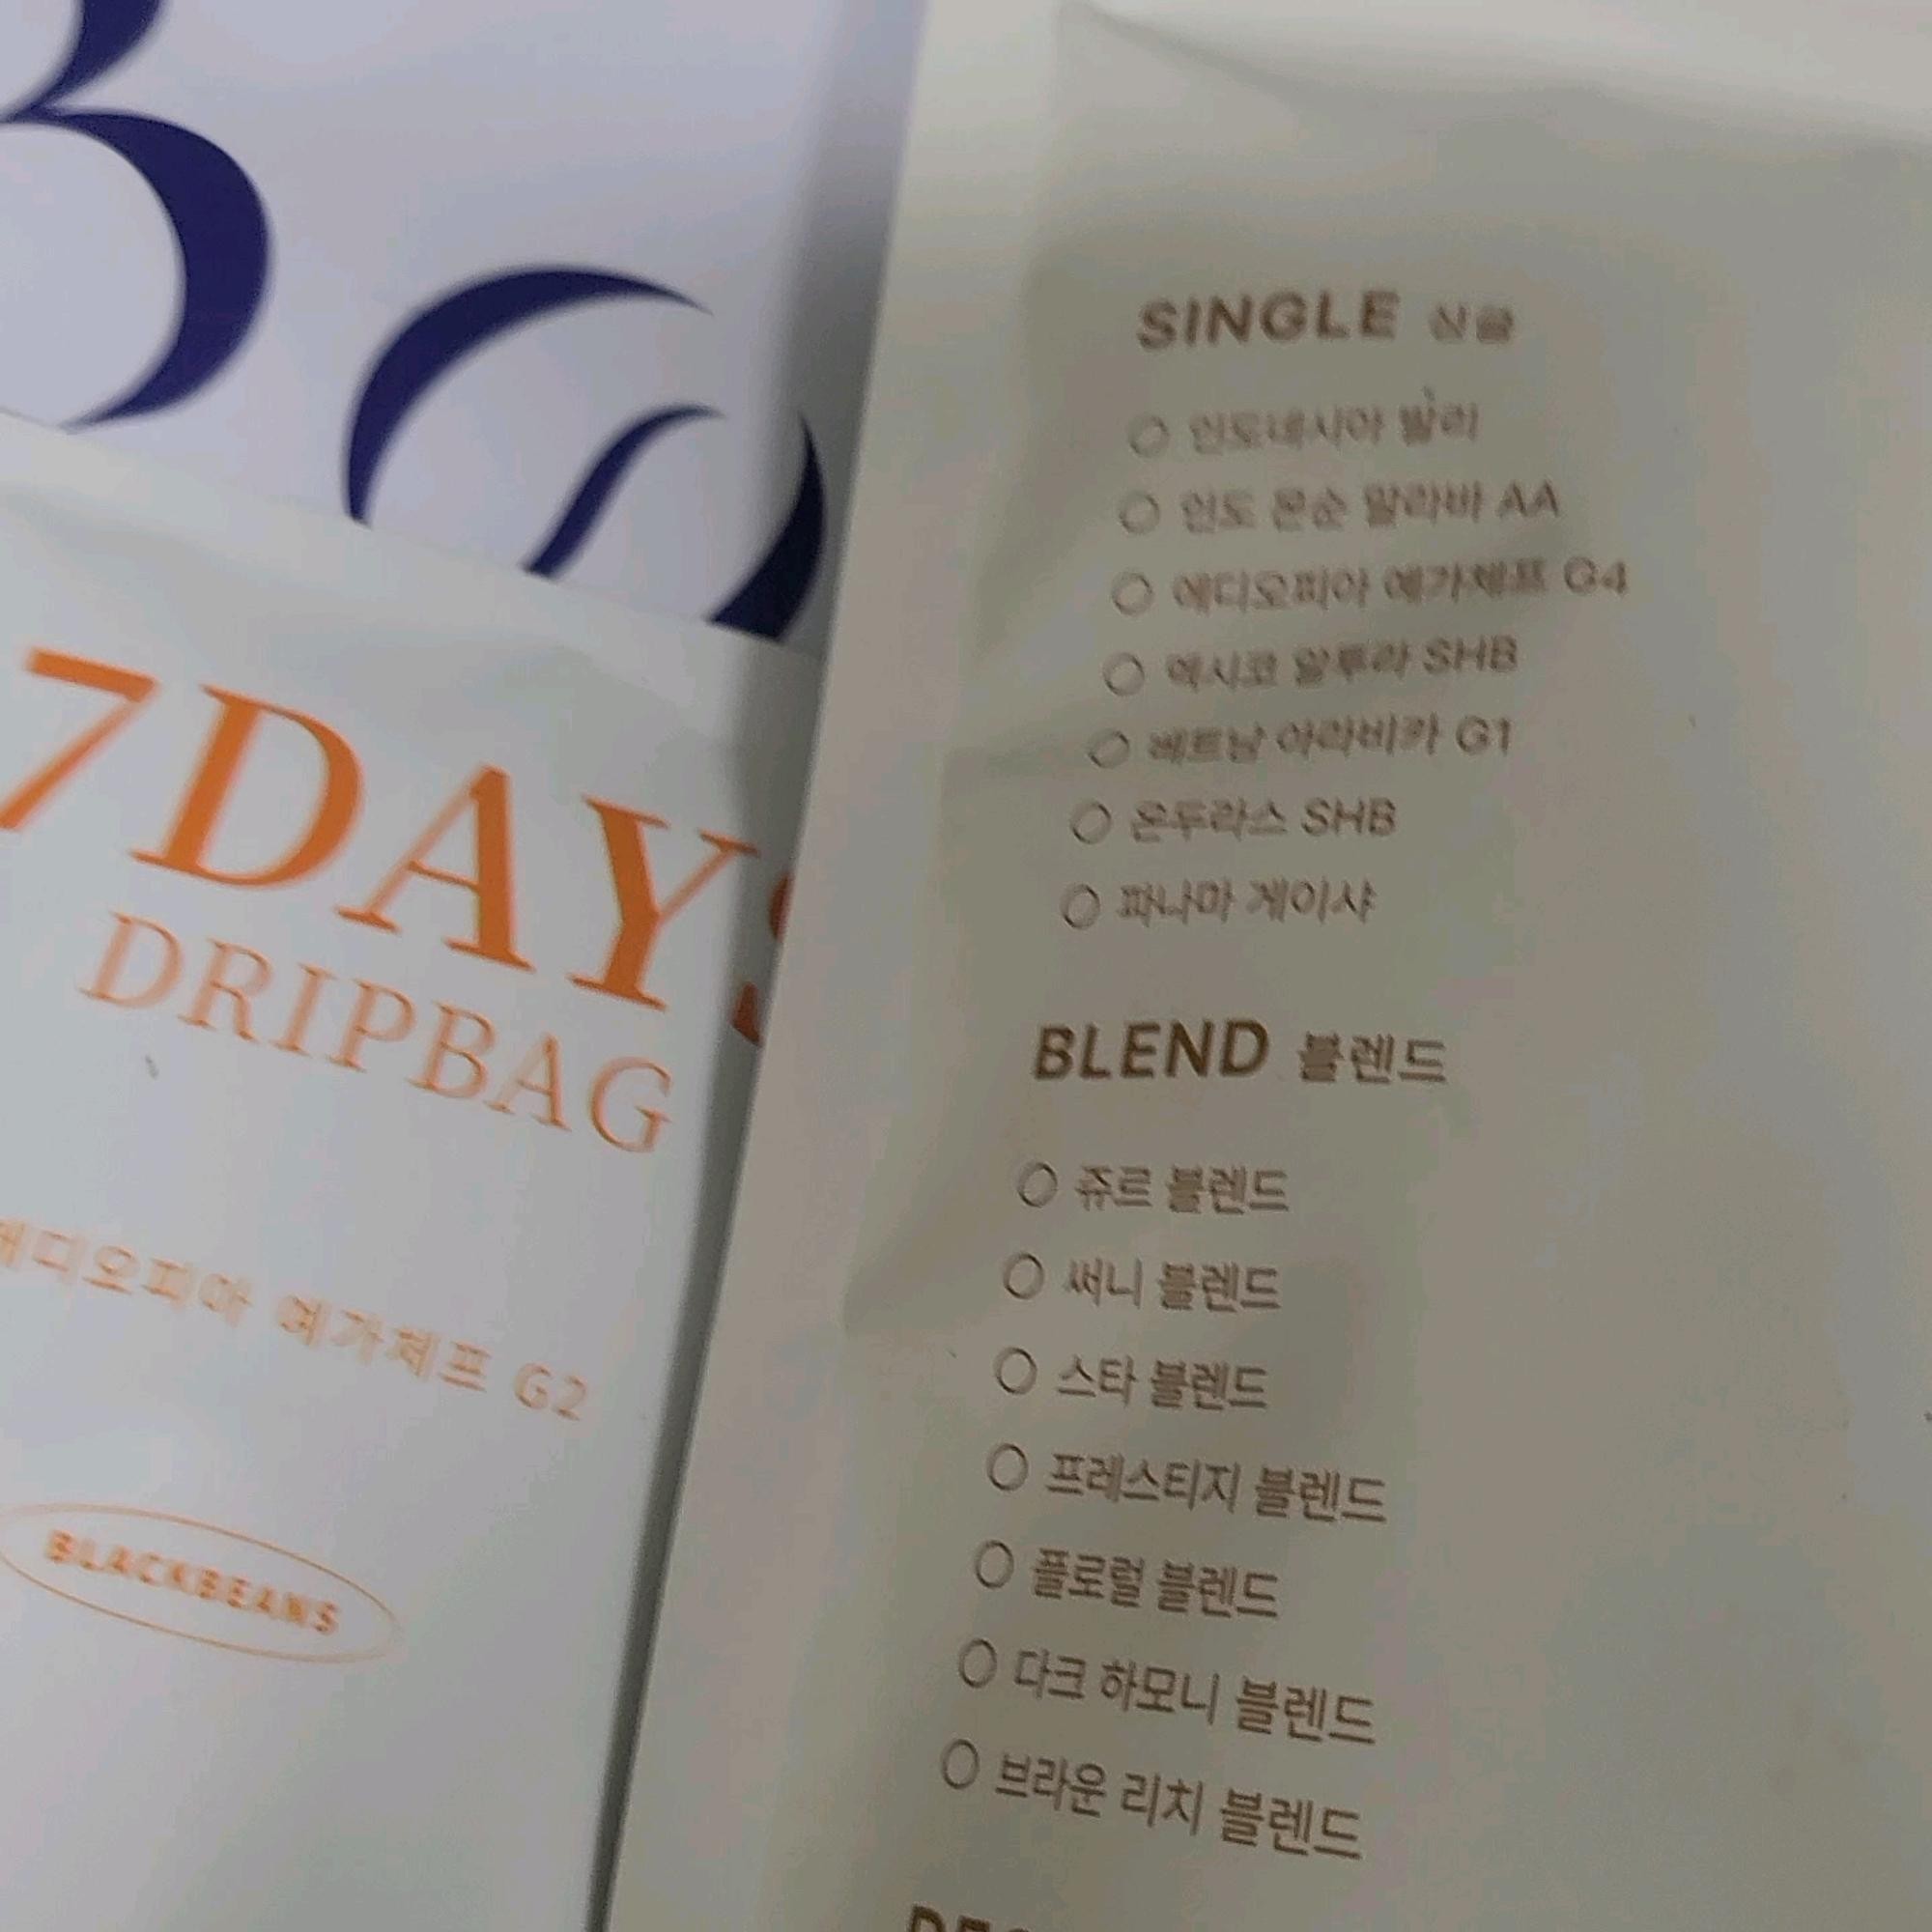 7DAYS
DRIPBAG
에디오피아 예가체프 G2
BLACKBEANS
SINGLE 싱글
○ 인도네시아 발리
○ 인도 몬순 말라바 AA
○ 에디오피아 예가체프 G4
○ 멕시코 알투라 SHB
○ 베트남 아라비카 G1
○ 온두라스 SHB
○ 파나마 게이샤
BLEND 블렌드
○ 쥬르 블렌드
○ 써니 블렌드
○ 스타 블렌드
○ 프레스티지 블렌드
○ 플로럴 블렌드
○ 다크 하모니 블렌드
○ 브라운 리치 블렌드